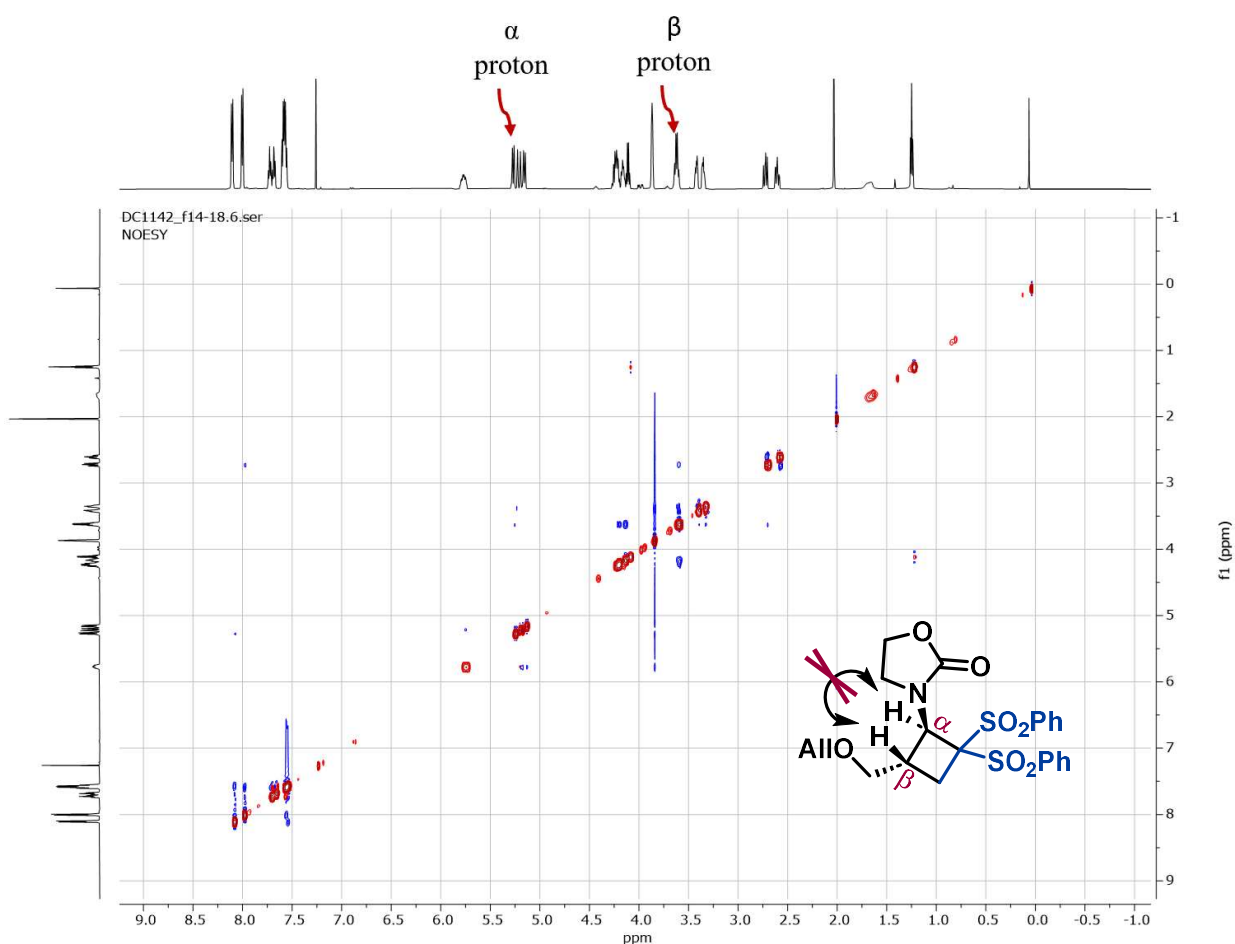 α
proton
β
proton
DC1142_f14-18.6.ser
NOESY
-1
0
1
2
3
4
5
6
7
8
9
f1 (ppm)
O
O
N
H
α
SO2Ph
H
AllO
SO2Ph
β
9.0 8.5 8.0 7.5 7.0 6.5 6.0 5.5 5.0 4.5 4.0 3.5 3.0 2.5 2.0 1.5 1.0 0.5 0.0 -0.5 -1.0
ppm